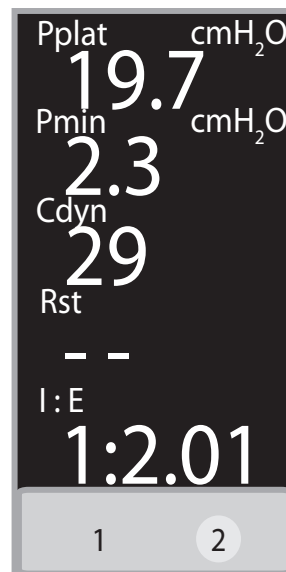 Pplat cmH₂O
19.7
Pmin cmH₂O
2.3
Cdyn
29
Rst
– –
I : E
1:2.01
1 2